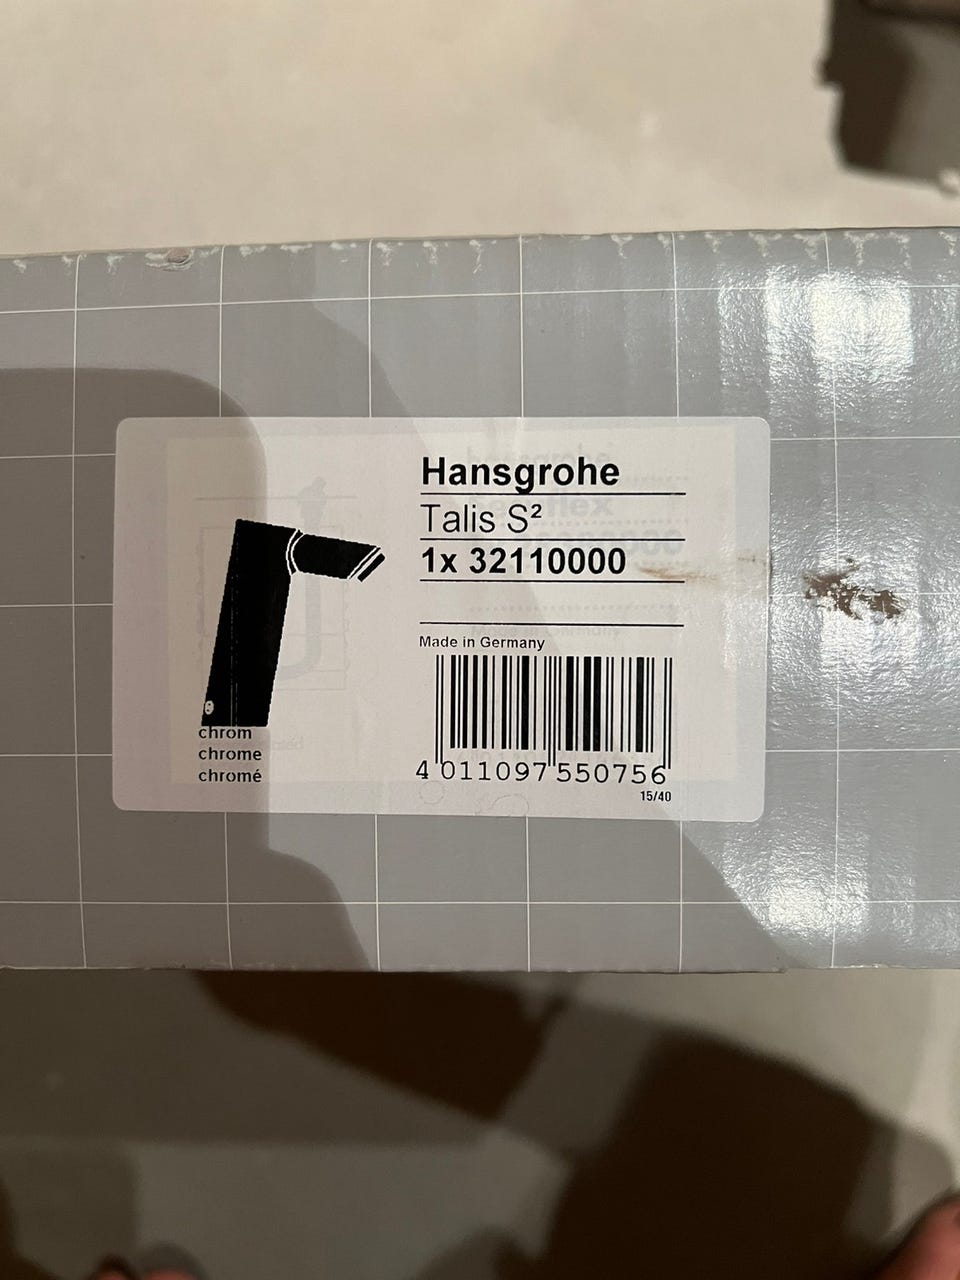 Hansgrohe
Talis S²
1x 32110000
Made in Germany
chrom
chrome
chromé
4 011097 550756
15/40